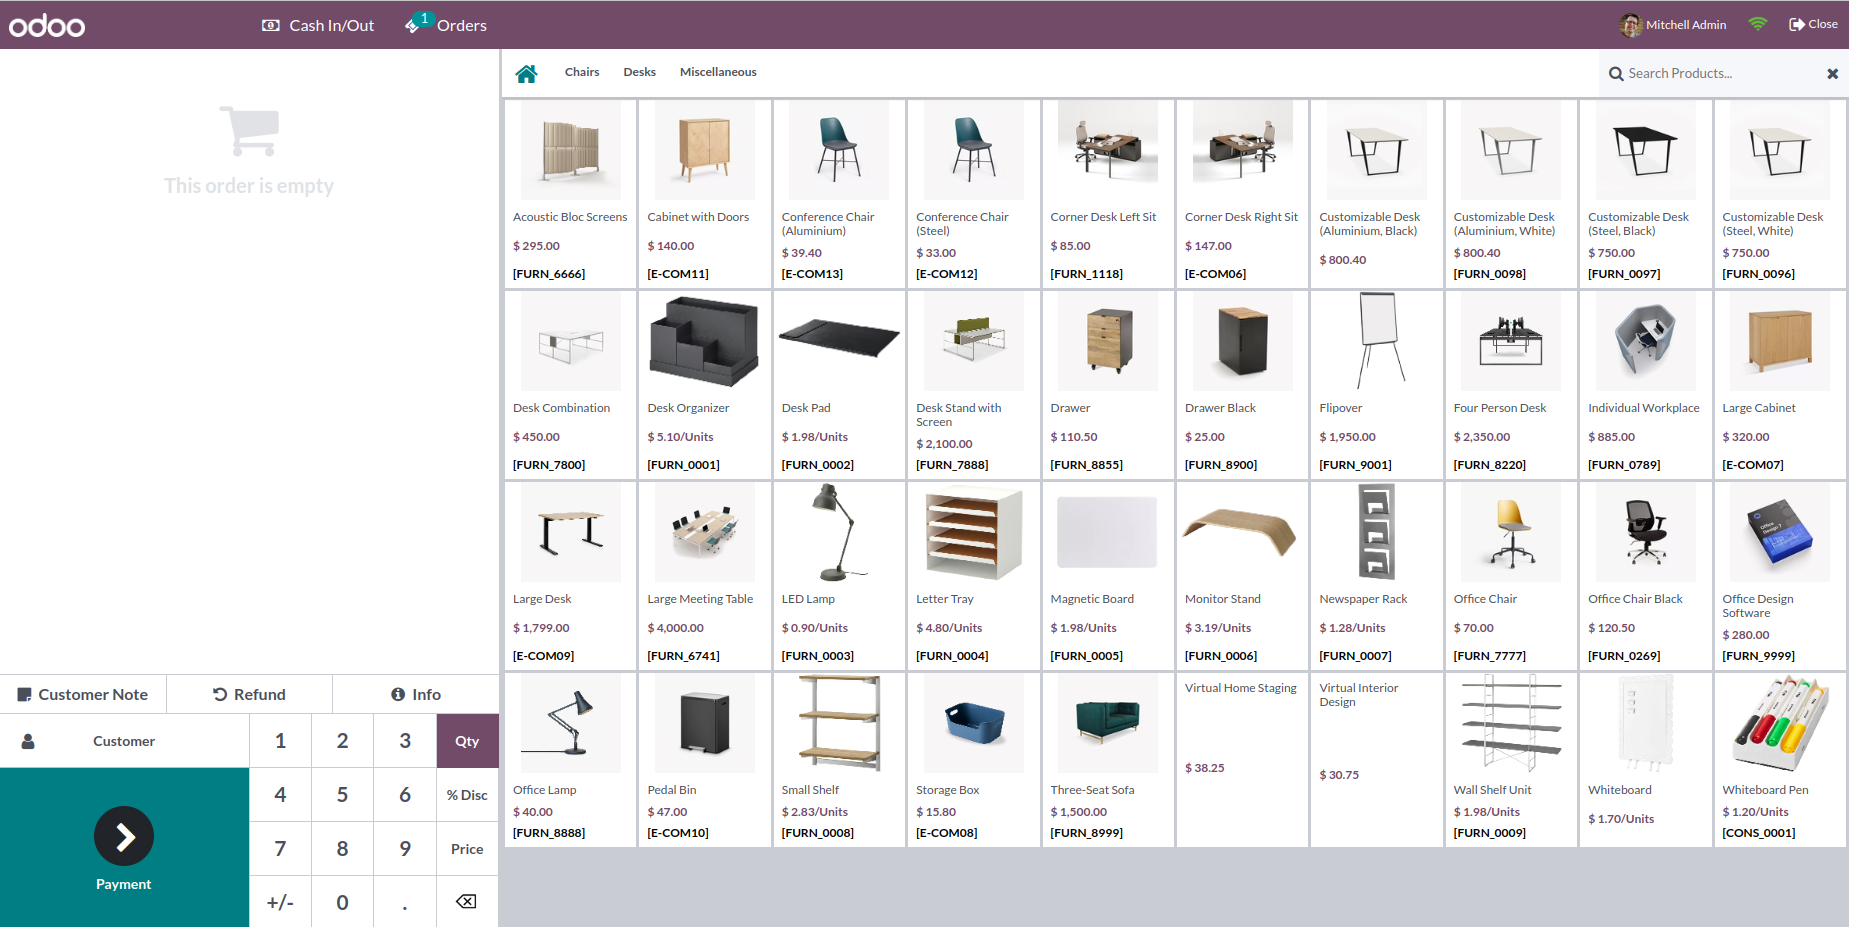 odoo
Cash In/Out
1
Orders
Mitchell Admin
Close
This order is empty
Chairs
Desks
Miscellaneous
Search Products...
Acoustic Bloc Screens
$ 295.00
[FURN_6666]
Cabinet with Doors
$ 140.00
[E-COM11]
Conference Chair
(Aluminium)
$ 39.40
[E-COM13]
Conference Chair
(Steel)
$ 33.00
[E-COM12]
Corner Desk Left Sit
$ 85.00
[FURN_1118]
Corner Desk Right Sit
$ 147.00
[E-COM06]
Customizable Desk
(Aluminium, Black)
$ 800.40
Customizable Desk
(Aluminium, White)
$ 800.40
[FURN_0098]
Customizable Desk
(Steel, Black)
$ 750.00
[FURN_0097]
Customizable Desk
(Steel, White)
$ 750.00
[FURN_0096]
Desk Combination
$ 450.00
[FURN_7800]
Desk Organizer
$ 5.10/Units
[FURN_0001]
Desk Pad
$ 1.98/Units
[FURN_0002]
Desk Stand with
Screen
$ 2,100.00
[FURN_7888]
Drawer
$ 110.50
[FURN_8855]
Drawer Black
$ 25.00
[FURN_8900]
Flipover
$ 1,950.00
[FURN_9001]
Four Person Desk
$ 2,350.00
[FURN_8220]
Individual Workplace
$ 885.00
[FURN_0789]
Large Cabinet
$ 320.00
[E-COM07]
Large Desk
$ 1,799.00
[E-COM09]
Large Meeting Table
$ 4,000.00
[FURN_6741]
LED Lamp
$ 0.90/Units
[FURN_0003]
Letter Tray
$ 4.80/Units
[FURN_0004]
Magnetic Board
$ 1.98/Units
[FURN_0005]
Monitor Stand
$ 3.19/Units
[FURN_0006]
Newspaper Rack
$ 1.28/Units
[FURN_0007]
Office Chair
$ 70.00
[FURN_7777]
Office Chair Black
$ 120.50
[FURN_0269]
Office
Design 7
Office Design
Software
$ 280.00
[FURN_9999]
Office Lamp
$ 40.00
[FURN_8888]
Pedal Bin
$ 47.00
[E-COM10]
Small Shelf
$ 2.83/Units
[FURN_0008]
Storage Box
$ 15.80
[E-COM08]
Three-Seat Sofa
$ 1,500.00
[FURN_8999]
Virtual Home Staging
$ 38.25
Virtual Interior
Design
$ 30.75
Wall Shelf Unit
$ 1.98/Units
[FURN_0009]
Whiteboard
$ 1.70/Units
Whiteboard Pen
$ 1.20/Units
[CONS_0001]
Customer Note
Refund
Info
Customer
1
2
3
Qty
4
5
6
% Disc
7
8
9
Price
Payment
+/-
0
.